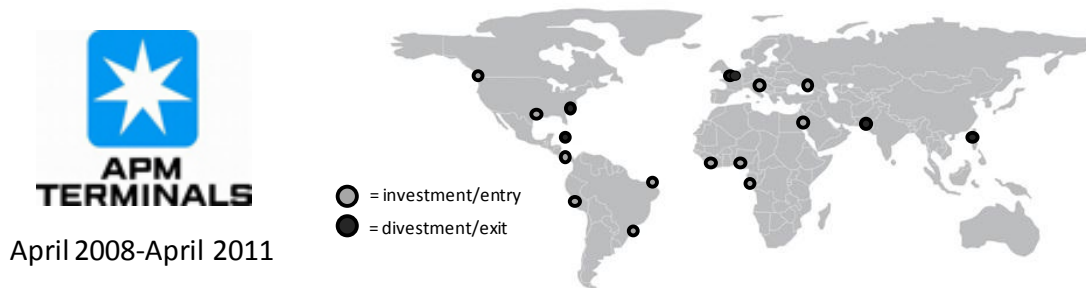 APM
TERMINALS
April 2008-April 2011
= investment/entry
= divestment/exit